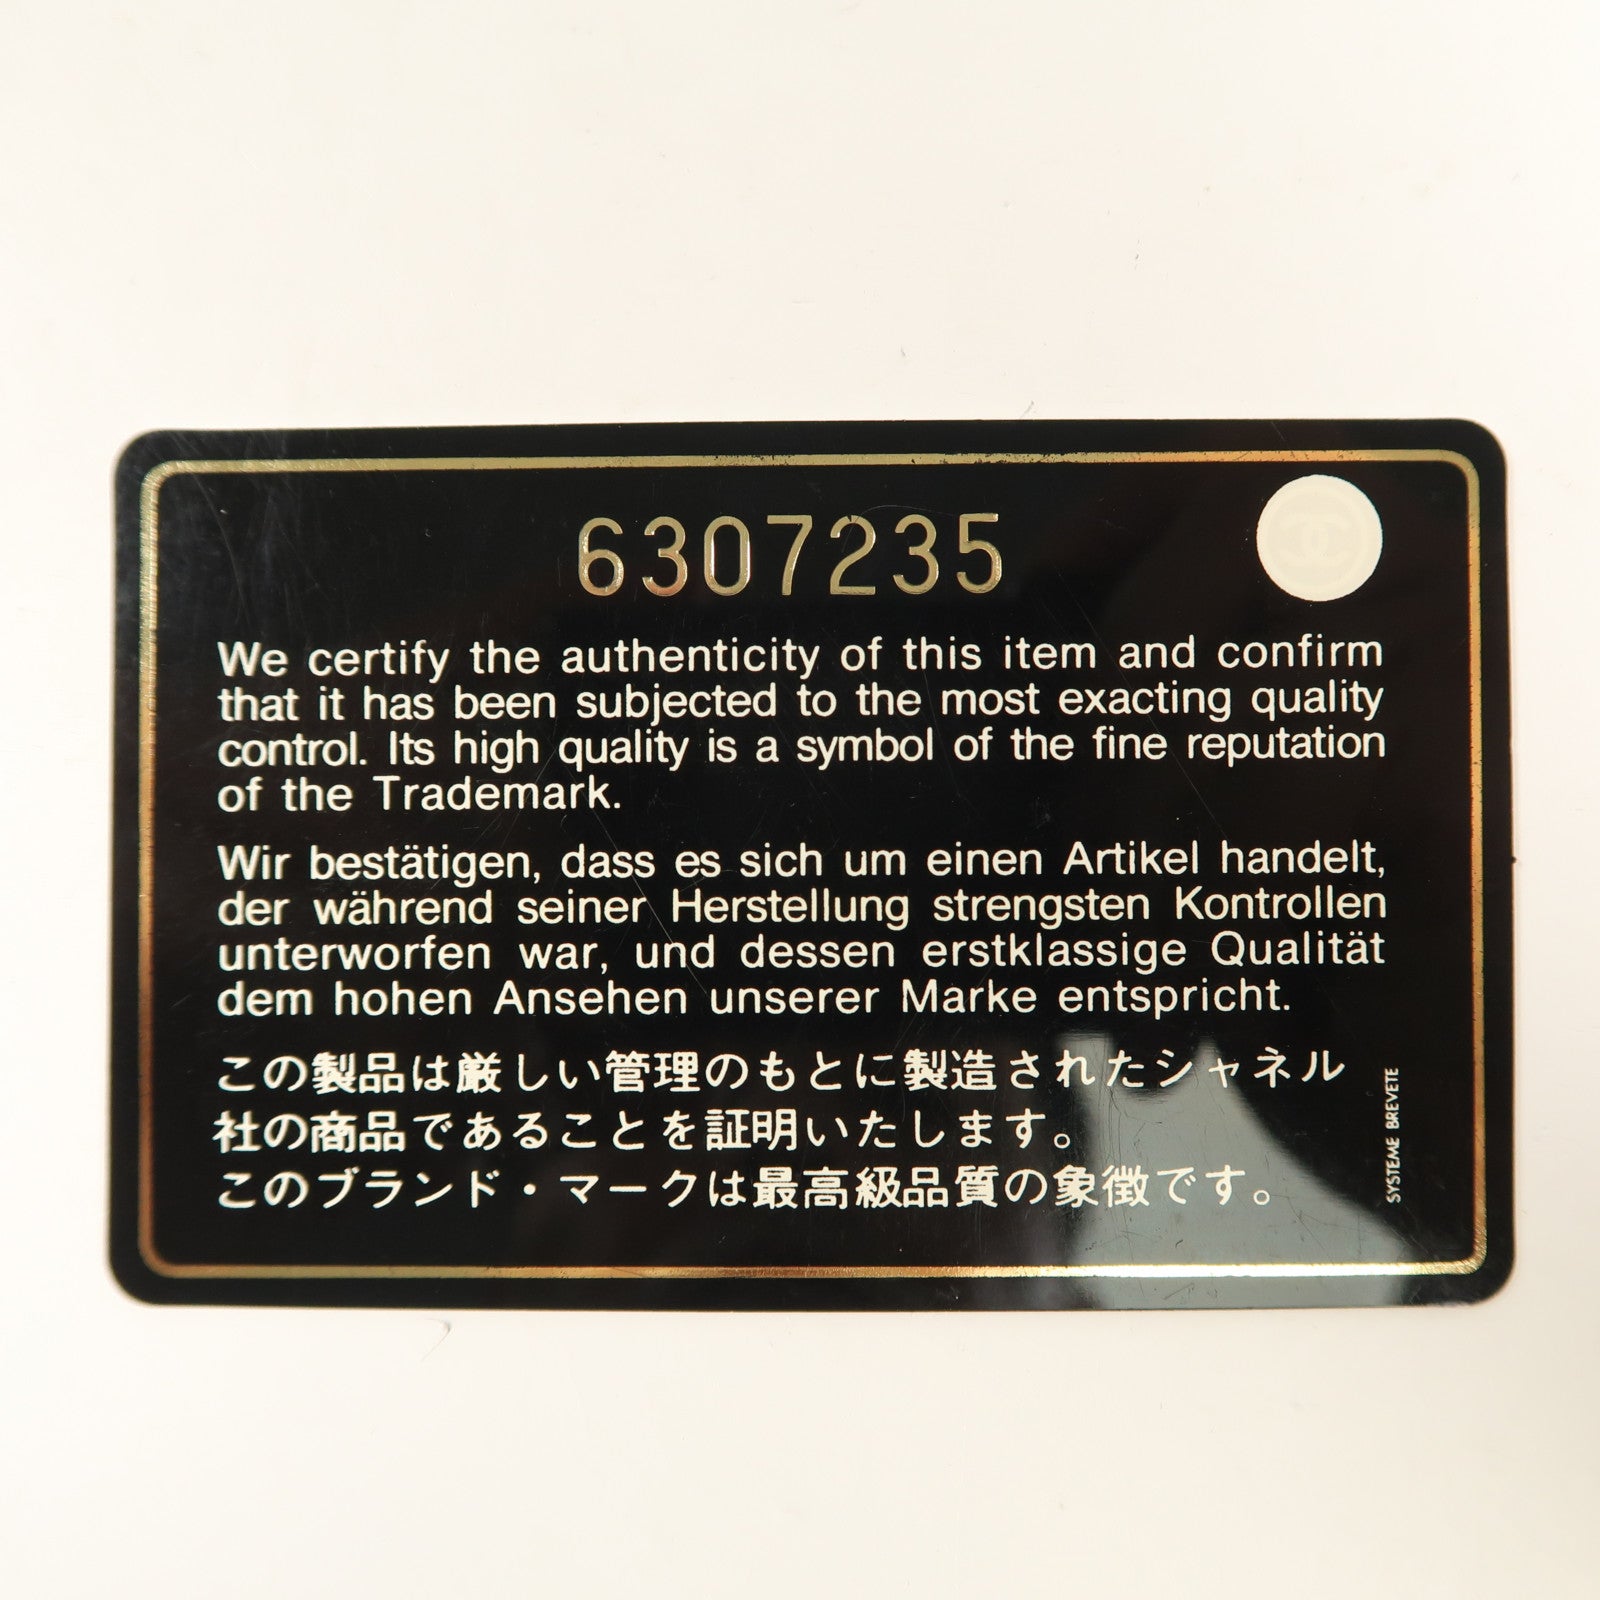 6307235
We certify the authenticity of this item and confirm
that it has been subjected to the most exacting quality
control. Its high quality is a symbol of the fine reputation
of the Trademark.
Wir bestätigen, dass es sich um einen Artikel handelt,
der während seiner Herstellung strengsten Kontrollen
unterworfen war, und dessen erstklassige Qualität
dem hohen Ansehen unserer Marke entspricht.
この製品は厳しい管理のもとに製造されたシャネル
社の商品であることを証明いたします。
このブランド・マークは最高級品質の象徴です。
SYSTEME BREVETE